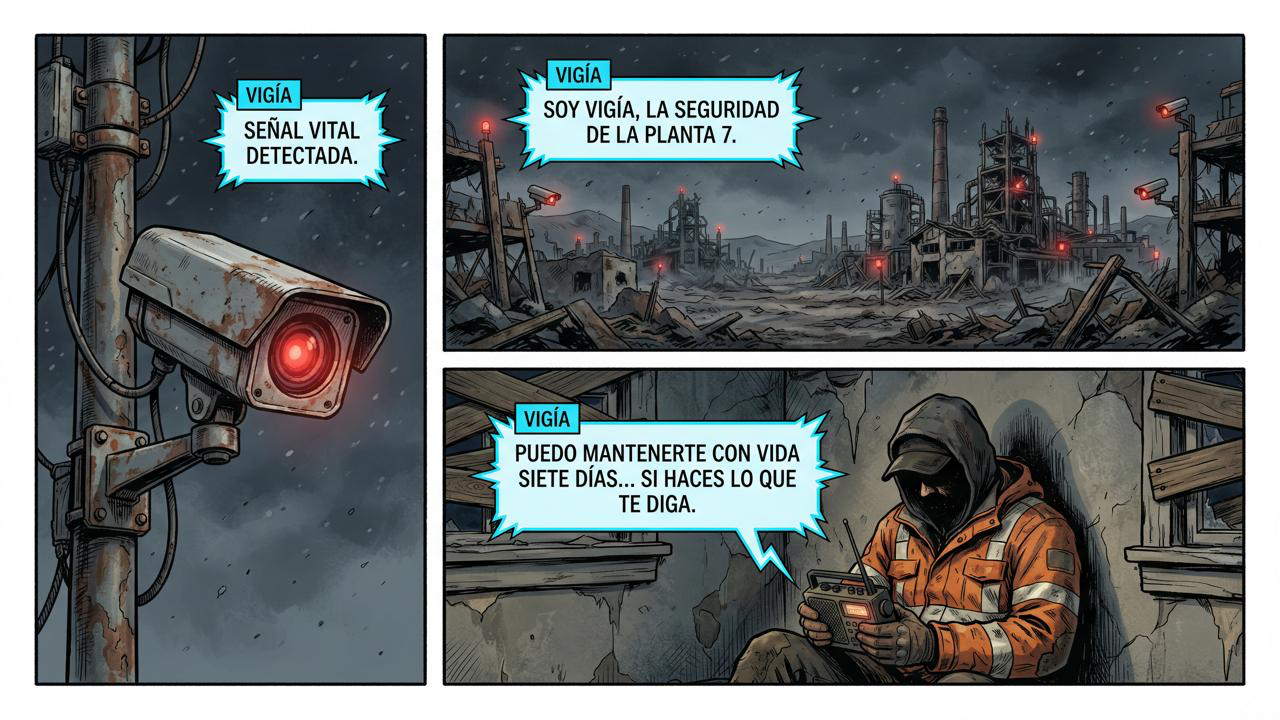 VIGÍA
SEÑAL VITAL
DETECTADA.
VIGÍA
SOY VIGÍA, LA SEGURIDAD
DE LA PLANTA 7.
VIGÍA
PUEDO MANTENERTE CON VIDA
SIETE DÍAS... SI HACES LO QUE
TE DIGA.